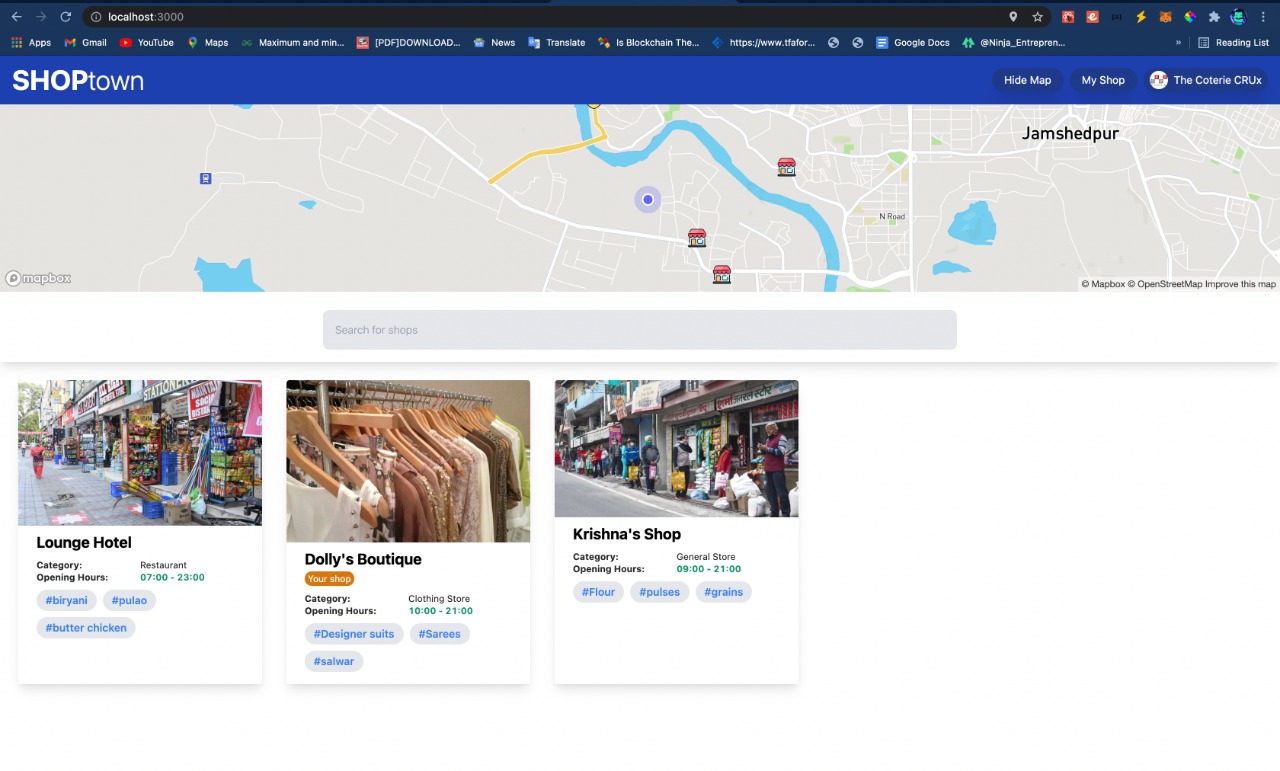 localhost:3000
Apps Gmail YouTube Maps Maximum and min... [PDF]DOWNLOAD... News Translate Is Blockchain The... https://www.tfafor... Google Docs @Ninja_Entrepren... » Reading List
SHOPtown Hide Map My Shop The Coterie CRUx
Jamshedpur
N Road
mapbox © Mapbox © OpenStreetMap Improve this map
Search for shops
STATIONERY
Lounge Hotel
Category: Restaurant
Opening Hours: 07:00 - 23:00
#biryani #pulao
#butter chicken
Dolly's Boutique
Your shop
Category: Clothing Store
Opening Hours: 10:00 - 21:00
#Designer suits #Sarees
#salwar
Krishna's Shop
Category: General Store
Opening Hours: 09:00 - 21:00
#Flour #pulses #grains